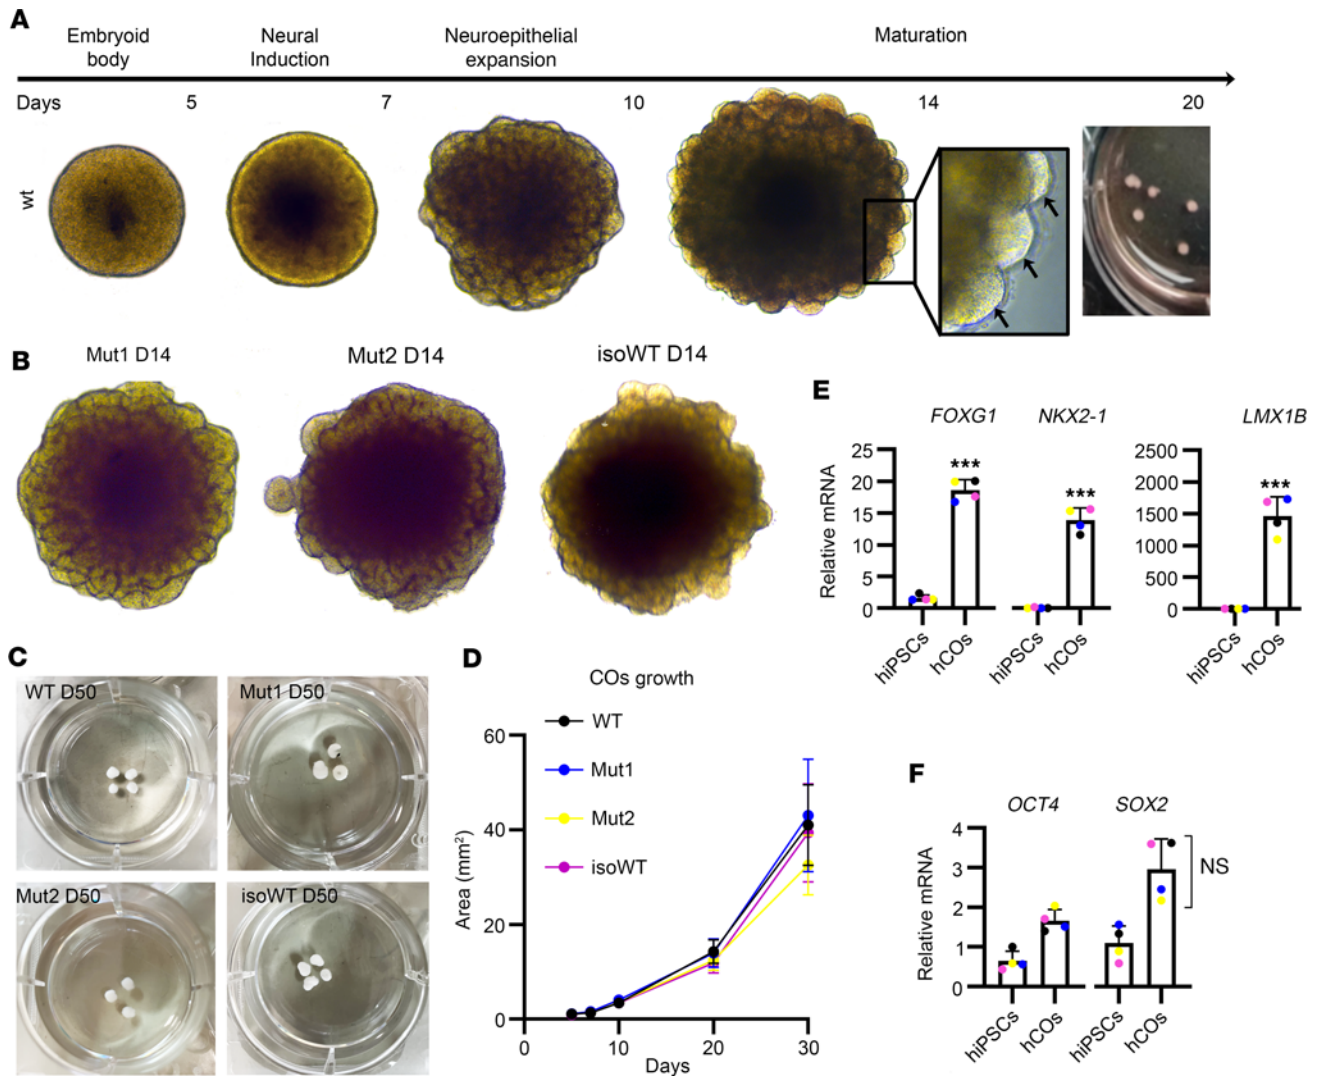 A
Embryoid
body
Neural
Induction
Neuroepithelial
expansion
Maturation
Days
5
7
10
14
20
wt
B
Mut1 D14
Mut2 D14
isoWT D14
C
WT D50
Mut1 D50
Mut2 D50
isoWT D50
D
COs growth
WT
Mut1
Mut2
isoWT
Area (mm²)
60
40
20
0
0
10
20
30
Days
E
FOXG1
NKX2-1
LMX1B
Relative mRNA
25
20
15
10
5
0
***
***
2500
2000
1500
1000
500
0
***
hiPSCs
hCOs
hiPSCs
hCOs
hiPSCs
hCOs
F
OCT4
SOX2
Relative mRNA
4
3
2
1
0
NS
hiPSCs
hCOs
hiPSCs
hCOs